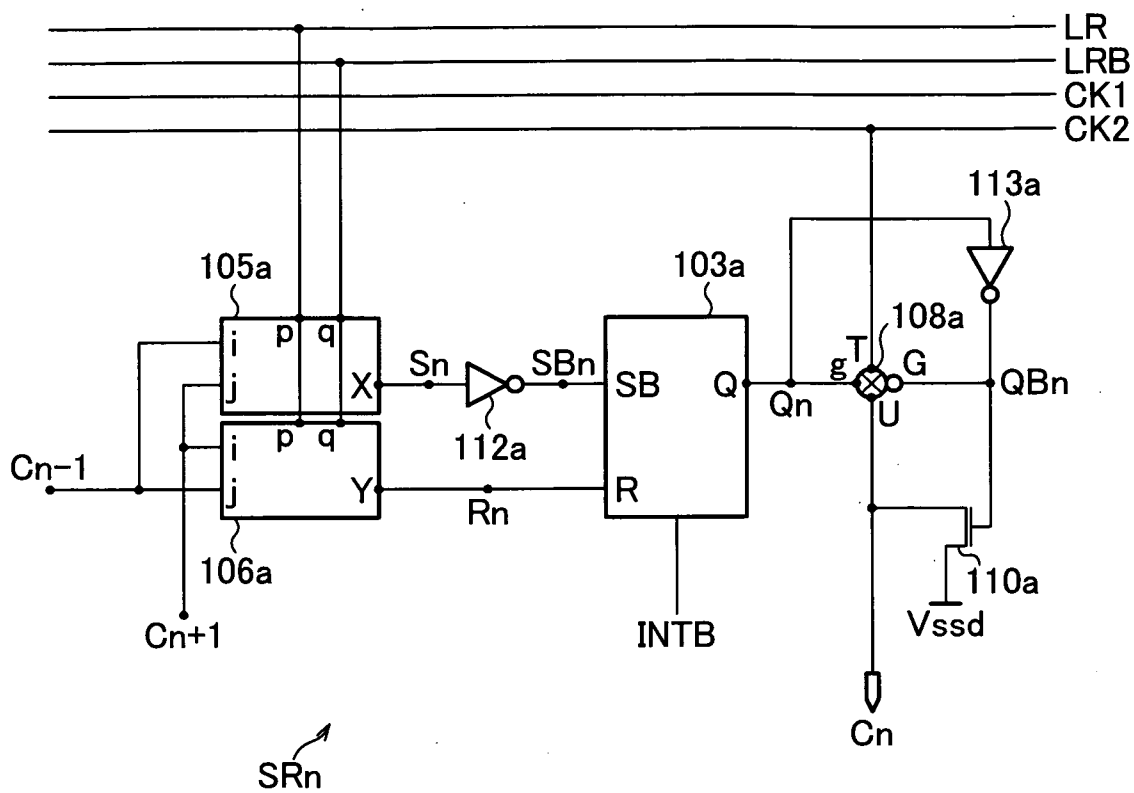 LR
LRB
CK1
CK2
113a
105a
103a
108a
p q
i
j
X
Sn
SBn
SB
Q
T
g
G
U
Qn
QBn
112a
p q
i
j
Y
Cn-1
Rn
R
106a
110a
Cn+1
INTB
Vssd
Cn
SRn